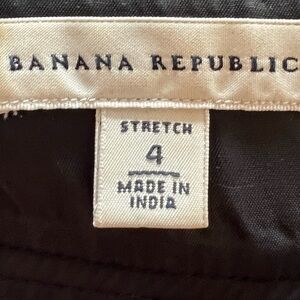 BANANA REPUBLIC
STRETCH
4
MADE IN
INDIA